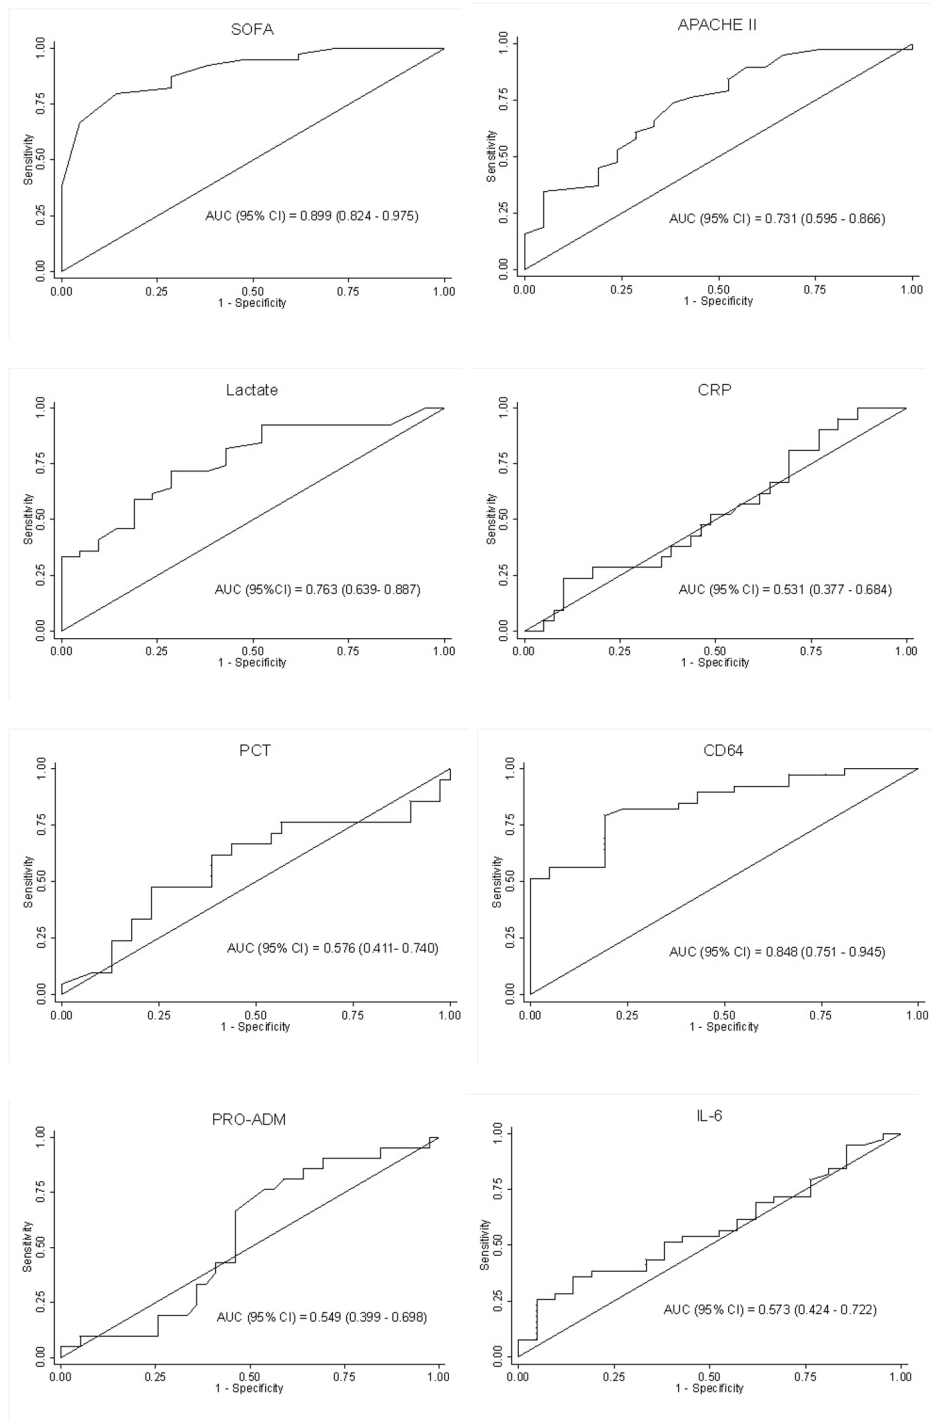 SOFA
Sensitivity
1.00
0.75
0.50
0.25
0.00
AUC (95% CI) = 0.899 (0.824 - 0.975)
0.00 0.25 0.50 0.75 1.00
1 - Specificity
APACHE II
Sensitivity
1.00
0.75
0.50
0.25
0.00
AUC (95% CI) = 0.731 (0.595 - 0.866)
0.00 0.25 0.50 0.75 1.00
1 - Specificity
Lactate
Sensitivity
1.00
0.75
0.50
0.25
0.00
AUC (95%CI) = 0.763 (0.639- 0.887)
0.00 0.25 0.50 0.75 1.00
1 - Specificity
CRP
Sensitivity
1.00
0.75
0.50
0.25
0.00
AUC (95% CI) = 0.531 (0.377 - 0.684)
0.00 0.25 0.50 0.75 1.00
1 - Specificity
PCT
Sensitivity
1.00
0.75
0.50
0.25
0.00
AUC (95% CI) = 0.576 (0.411- 0.740)
0.00 0.25 0.50 0.75 1.00
1 - Specificity
CD64
Sensitivity
1.00
0.75
0.50
0.25
0.00
AUC (95% CI) = 0.848 (0.751 - 0.945)
0.00 0.25 0.50 0.75 1.00
1 - Specificity
PRO-ADM
Sensitivity
1.00
0.75
0.50
0.25
0.00
AUC (95% CI) = 0.549 (0.399 - 0.698)
0.00 0.25 0.50 0.75 1.00
1 - Specificity
IL-6
Sensitivity
1.00
0.75
0.50
0.25
0.00
AUC (95% CI) = 0.573 (0.424 - 0.722)
0.00 0.25 0.50 0.75 1.00
1 - Specificity